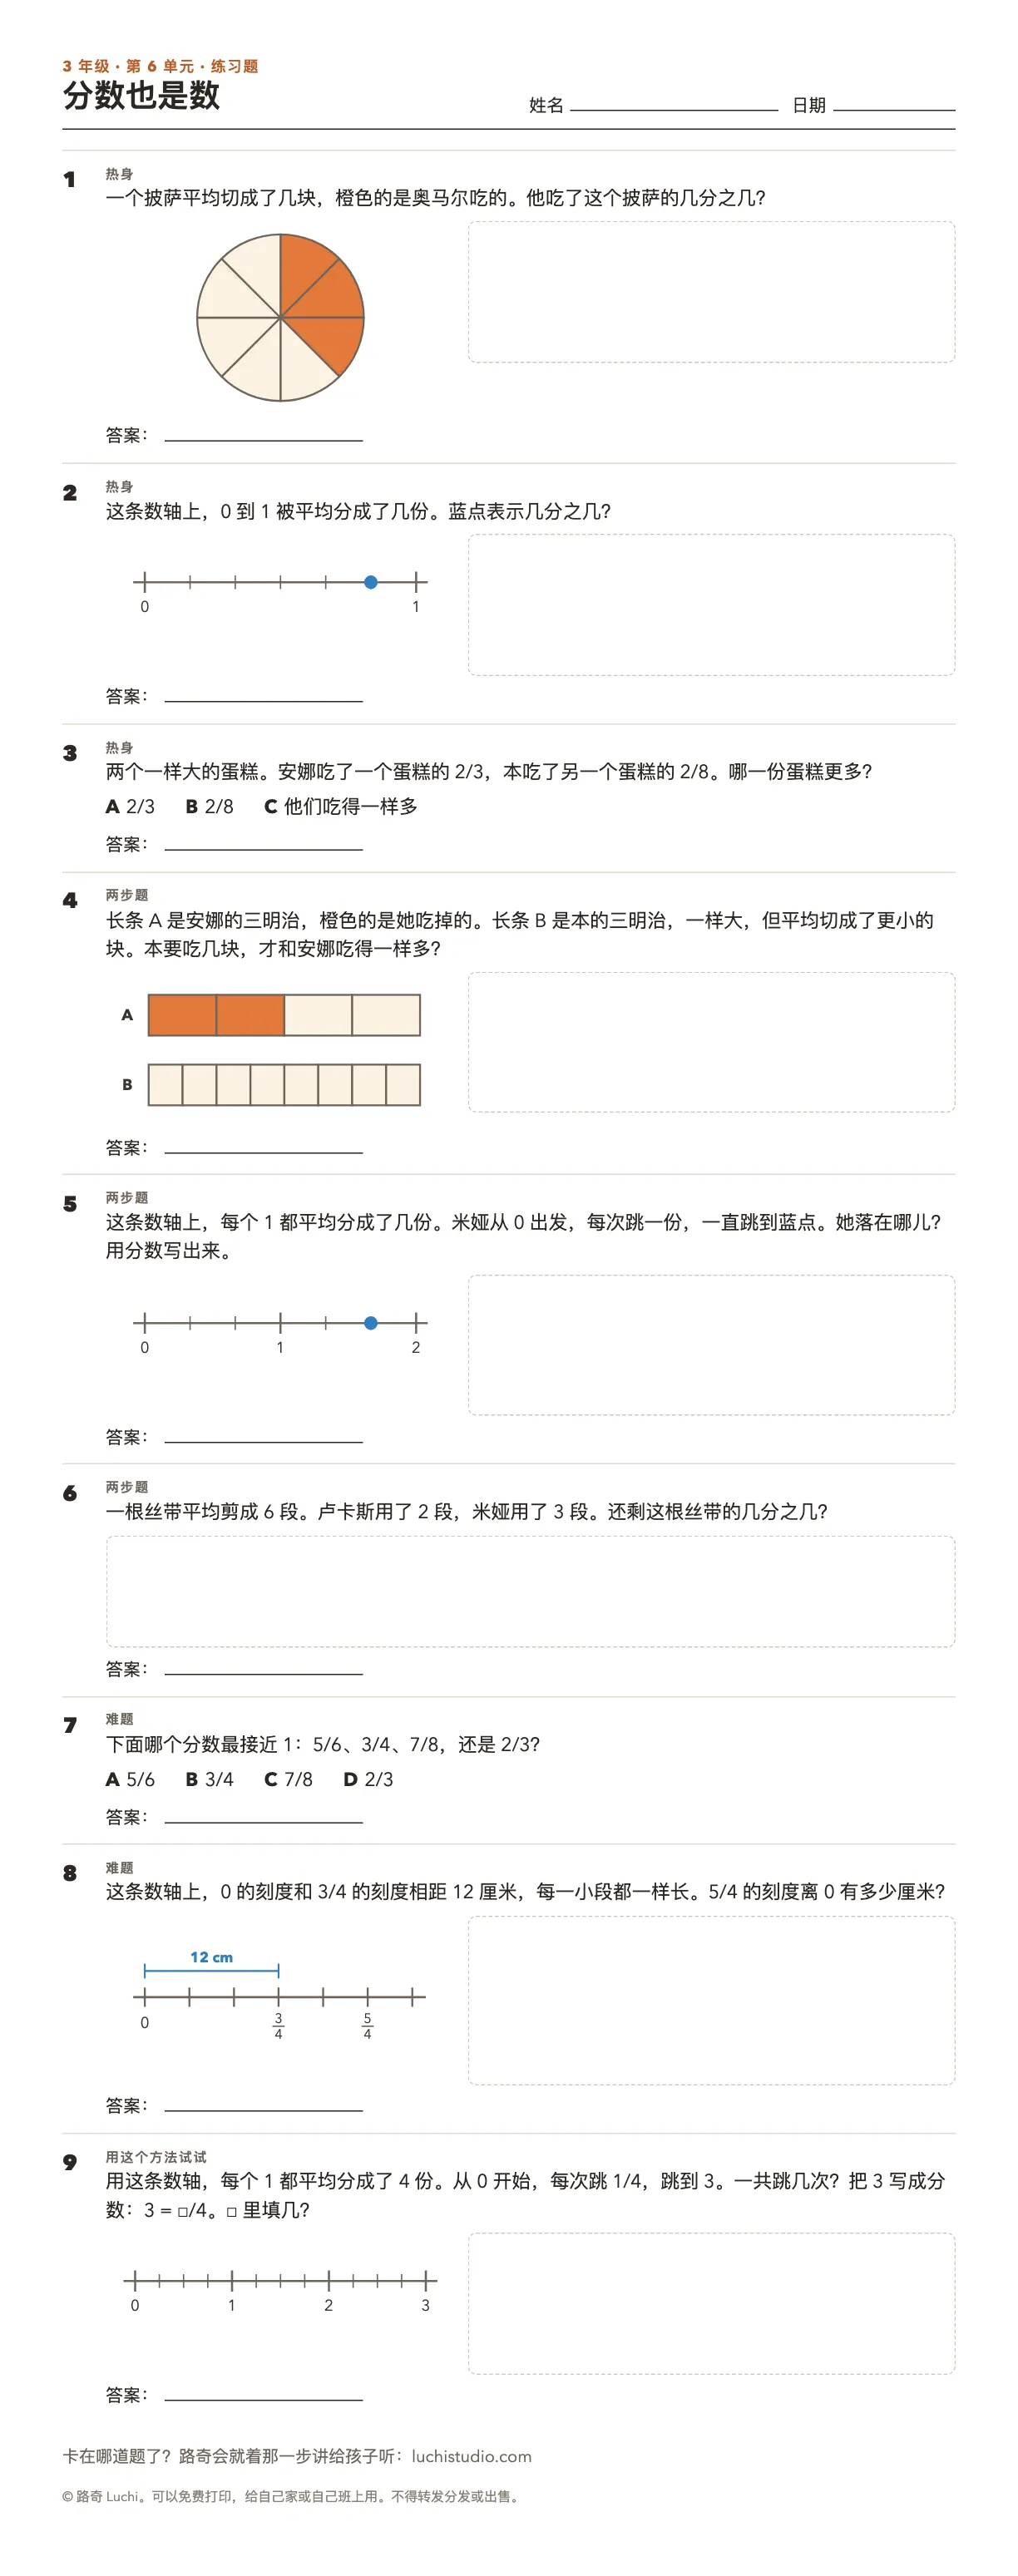 3 年级 · 第 6 单元 · 练习题
分数也是数
姓名 日期
1
热身
一个披萨平均切成了几块，橙色的是奥马尔吃的。他吃了这个披萨的几分之几？
答案：
2
热身
这条数轴上，0 到 1 被平均分成了几份。蓝点表示几分之几？
0 1
答案：
3
热身
两个一样大的蛋糕。安娜吃了一个蛋糕的 2/3，本吃了另一个蛋糕的 2/8。哪一份蛋糕更多？
A 2/3 B 2/8 C 他们吃得一样多
答案：
4
两步题
长条 A 是安娜的三明治，橙色的是她吃掉的。长条 B 是本的三明治，一样大，但平均切成了更小的
块。本要吃几块，才和安娜吃得一样多？
A
B
答案：
5
两步题
这条数轴上，每个 1 都平均分成了几份。米娅从 0 出发，每次跳一份，一直跳到蓝点。她落在哪儿？
用分数写出来。
0 1 2
答案：
6
两步题
一根丝带平均剪成 6 段。卢卡斯用了 2 段，米娅用了 3 段。还剩这根丝带的几分之几？
答案：
7
难题
下面哪个分数最接近 1：5/6、3/4、7/8，还是 2/3？
A 5/6 B 3/4 C 7/8 D 2/3
答案：
8
难题
这条数轴上，0 的刻度和 3/4 的刻度相距 12 厘米，每一小段都一样长。5/4 的刻度离 0 有多少厘米？
12 cm
0 3/4 5/4
答案：
9
用这个方法试试
用这条数轴，每个 1 都平均分成了 4 份。从 0 开始，每次跳 1/4，跳到 3。一共跳几次？把 3 写成分
数：3 = □/4。□ 里填几？
0 1 2 3
答案：
卡在哪道题了？路奇会就着那一步讲给孩子听：luchistudio.com
© 路奇 Luchi。可以免费打印，给自己家或自己班上用。不得转发分发或出售。